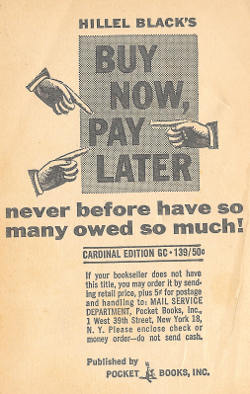 HILLEL BLACK'S
BUY
NOW,
PAY
LATER
never before have so
many owed so much!
CARDINAL EDITION GC • 139/50¢
If your bookseller does not have
this title, you may order it by send-
ing retail price, plus 5¢ for postage
and handling to: MAIL SERVICE
DEPARTMENT, Pocket Books, Inc.,
1 West 39th Street, New York 18,
N. Y. Please enclose check or
money order—do not send cash.
Published by
POCKET BOOKS, INC.